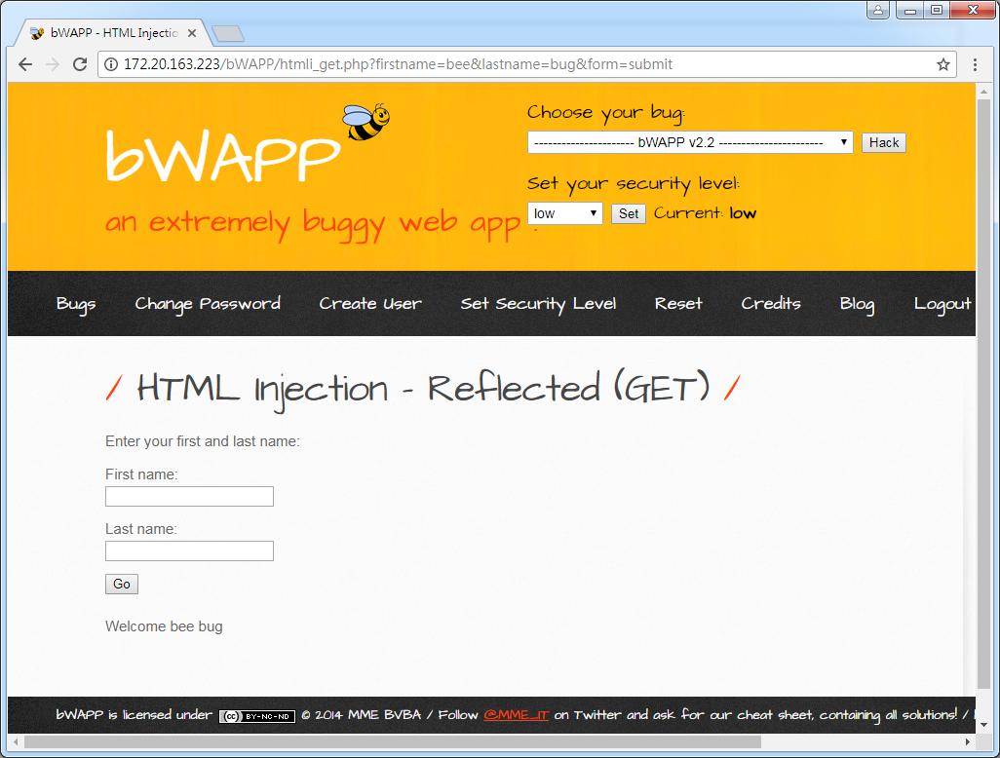 bWAPP - HTML Injectio
172.20.163.223/bWAPP/htmli_get.php?firstname=bee&lastname=bug&form=submit
bWAPP
an extremely buggy web app !
Choose your bug:
---------------------- bWAPP v2.2 ----------------------- Hack
Set your security level:
low Set Current: low
Bugs Change Password Create User Set Security Level Reset Credits Blog Logout
/ HTML Injection - Reflected (GET) /
Enter your first and last name:
First name:
Last name:
Go
Welcome bee bug
bWAPP is licensed under (cc) BY-NC-ND © 2014 MME BVBA / Follow @MME_IT on Twitter and ask for our cheat sheet, containing all solutions! /